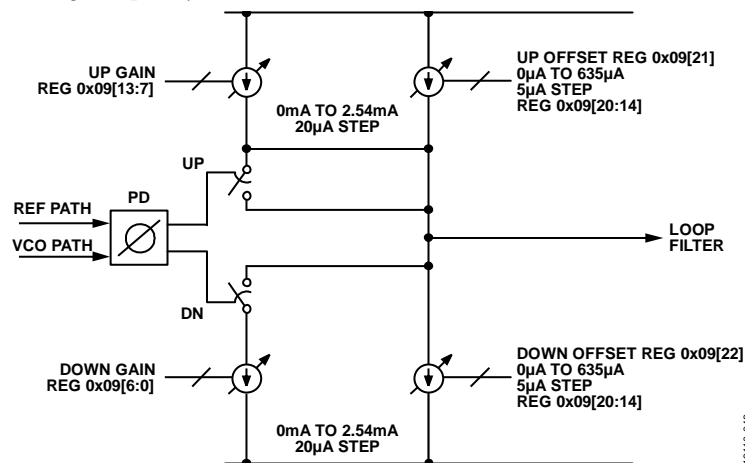 UP GAIN
REG 0x09[13:7]
UP OFFSET REG 0x09[21]
0µA TO 635µA
5µA STEP
REG 0x09[20:14]
0mA TO 2.54mA
20µA STEP
UP
PD
REF PATH
VCO PATH
LOOP
FILTER
DN
DOWN GAIN
REG 0x09[6:0]
DOWN OFFSET REG 0x09[22]
0µA TO 635µA
5µA STEP
REG 0x09[20:14]
0mA TO 2.54mA
20µA STEP